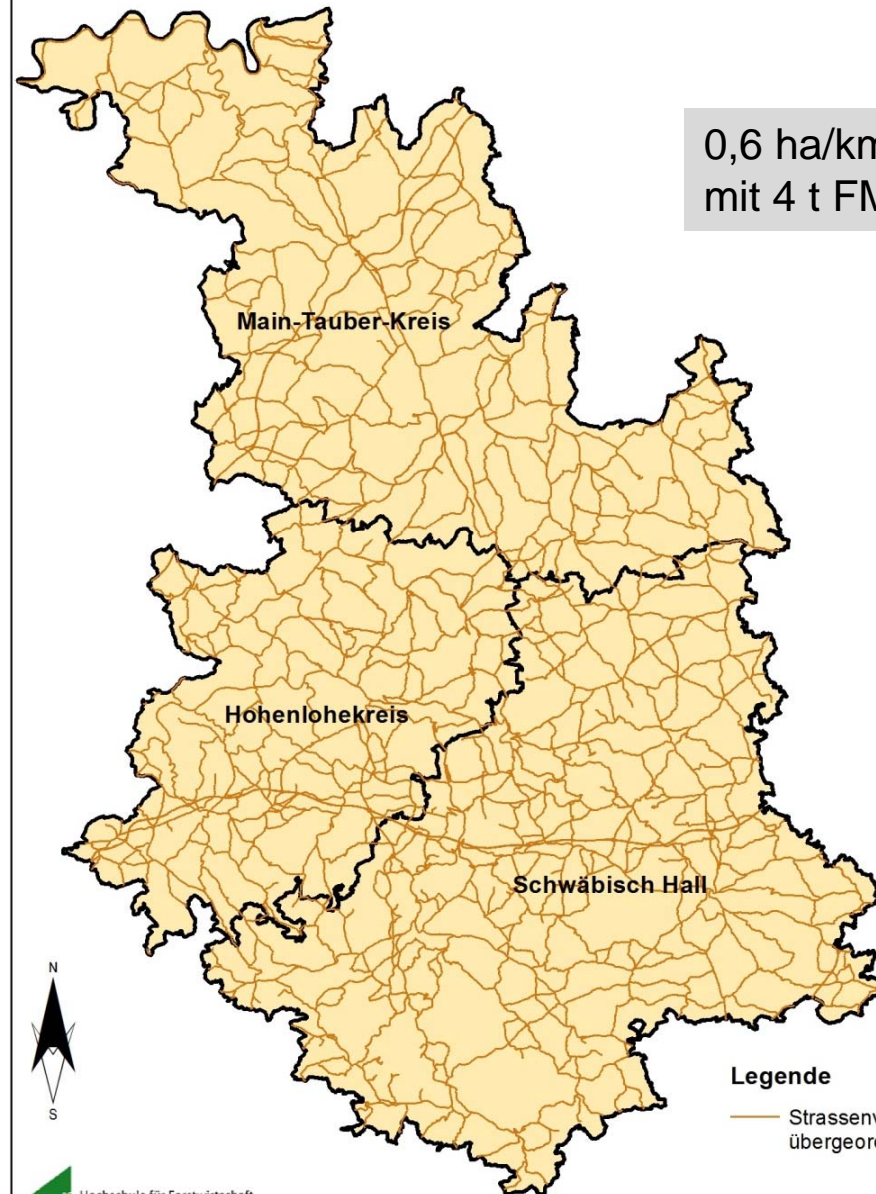 0,6 ha/km
mit 4 t FM
Main-Tauber-Kreis
Hohenlohekreis
Schwäbisch Hall
N
S
Legende
Strassenv
übergeord
Hochschule für Forstwirtschaft